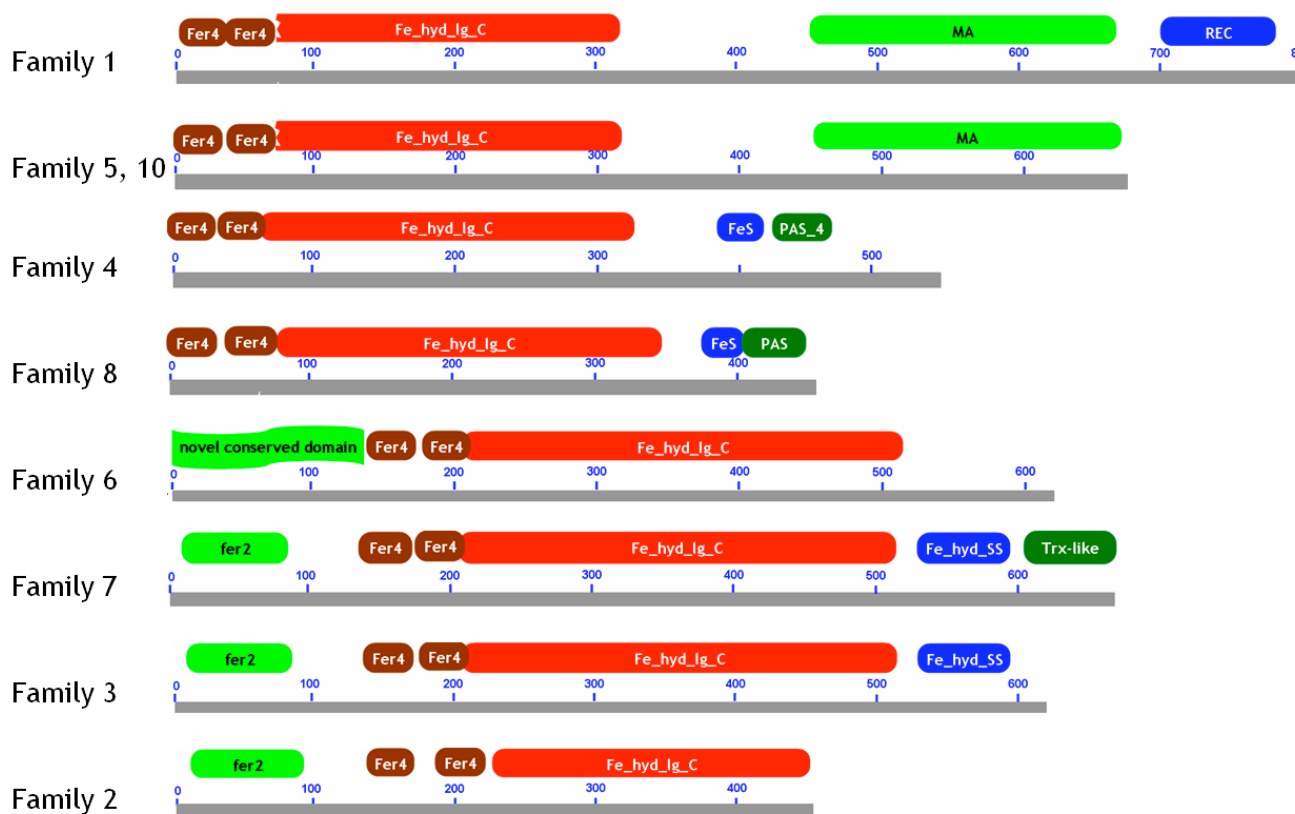 Fer4 Fer4 Fe_hyd_lg_C MA REC
Family 1
0 100 200 300 400 500 600 700 8
Fer4 Fer4 Fe_hyd_lg_C MA
Family 5, 10
0 100 200 300 400 500 600
Fer4 Fer4 Fe_hyd_lg_C FeS PAS_4
Family 4
0 100 200 300 500
Fer4 Fer4 Fe_hyd_lg_C FeS PAS
Family 8
0 100 200 300 400
novel conserved domain Fer4 Fer4 Fe_hyd_lg_C
Family 6
0 100 200 300 400 500 600
fer2 Fer4 Fer4 Fe_hyd_lg_C Fe_hyd_SS Trx-like
Family 7
0 100 200 300 400 500 600
fer2 Fer4 Fer4 Fe_hyd_lg_C Fe_hyd_SS
Family 3
0 100 200 300 400 500 600
fer2 Fer4 Fer4 Fe_hyd_lg_C
Family 2
0 100 200 300 400